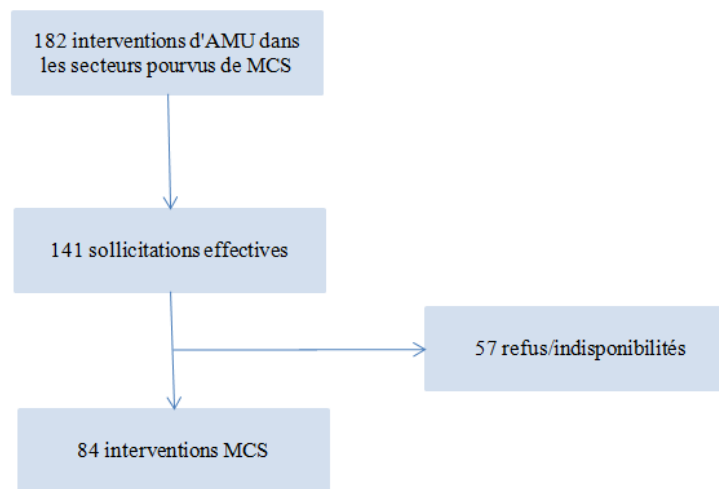 182 interventions d'AMU dans
les secteurs pourvus de MCS
141 sollicitations effectives
57 refus/indisponibilités
84 interventions MCS